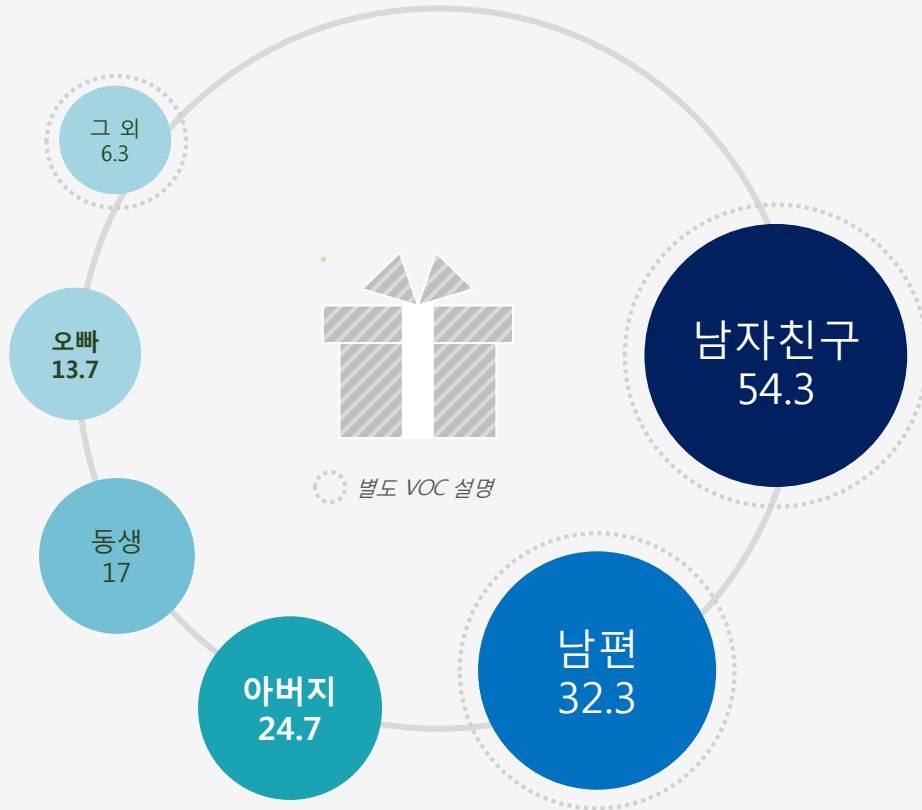 그 외
6.3
오빠
13.7
남자친구
54.3
별도 VOC 설명
동생
17
남편
32.3
아버지
24.7